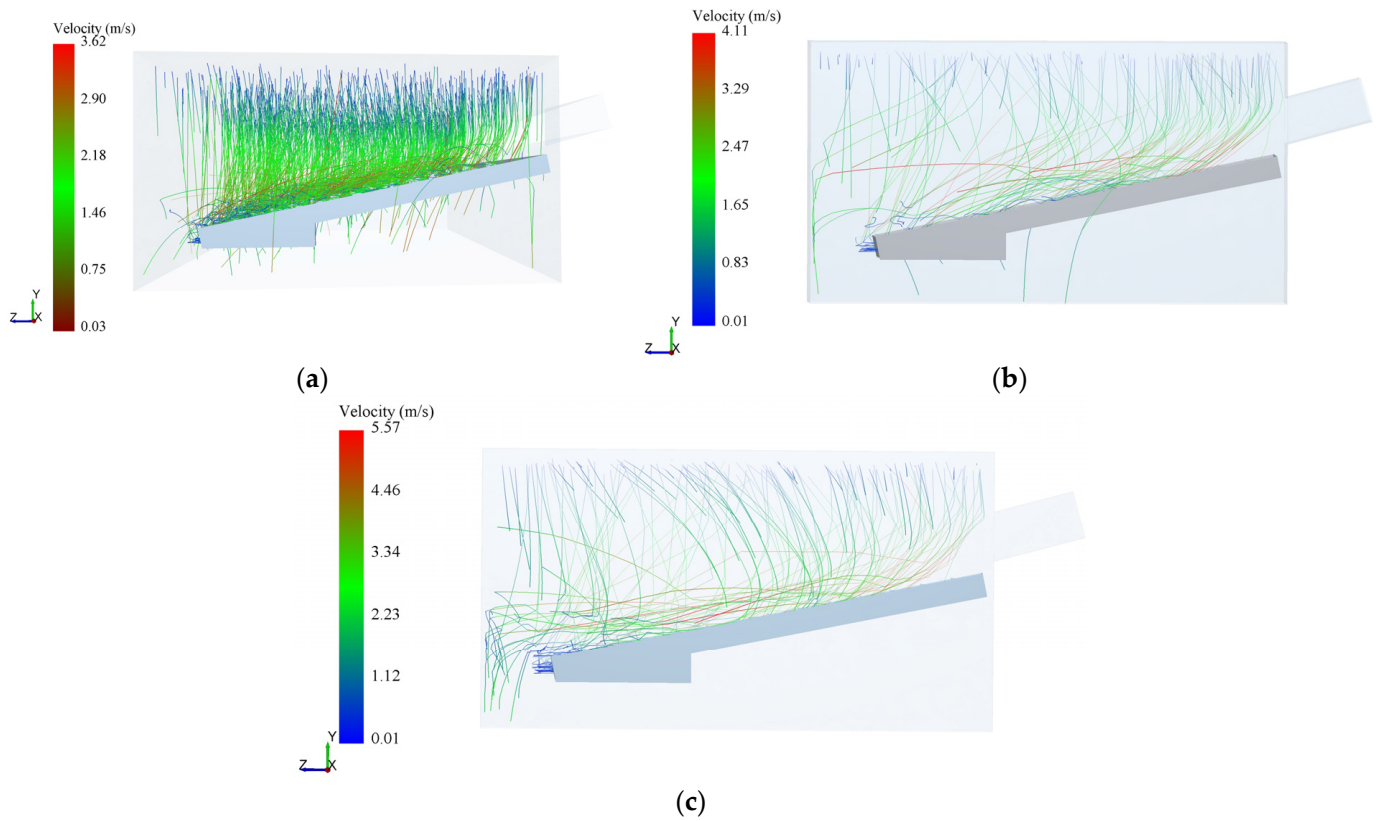 Velocity (m/s)
3.62
2.90
2.18
1.46
0.75
0.03
Y
Z
X
(a)
Velocity (m/s)
4.11
3.29
2.47
1.65
0.83
0.01
Y
Z
X
(b)
Velocity (m/s)
5.57
4.46
3.34
2.23
1.12
0.01
Y
Z
X
(c)